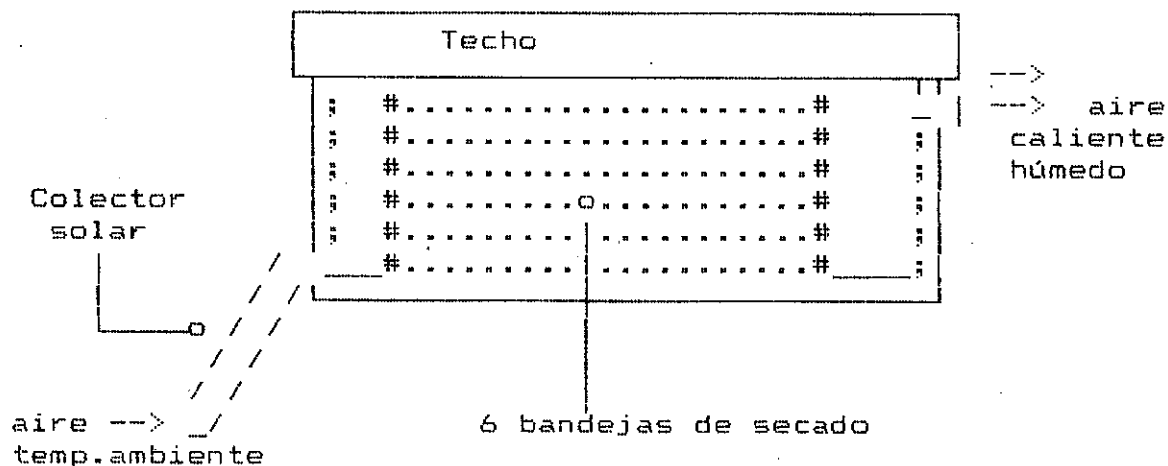 Techo
-->
--> aire
caliente
húmedo
Colector
solar
aire -->
temp.ambiente
6 bandejas de secado